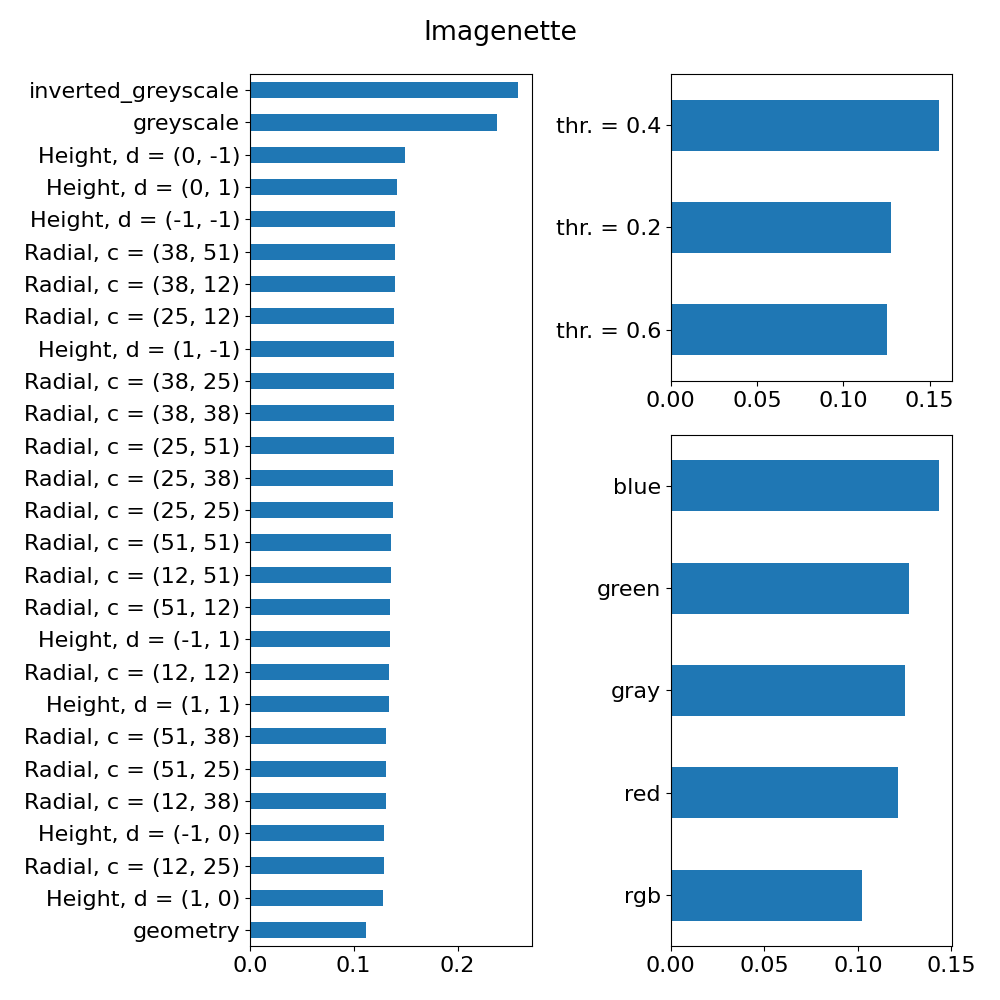 Imagenette
inverted_greyscale
greyscale
Height, d = (0, -1)
Height, d = (0, 1)
Height, d = (-1, -1)
Radial, c = (38, 51)
Radial, c = (38, 12)
Radial, c = (25, 12)
Height, d = (1, -1)
Radial, c = (38, 25)
Radial, c = (38, 38)
Radial, c = (25, 51)
Radial, c = (25, 38)
Radial, c = (25, 25)
Radial, c = (51, 51)
Radial, c = (12, 51)
Radial, c = (51, 12)
Height, d = (-1, 1)
Radial, c = (12, 12)
Height, d = (1, 1)
Radial, c = (51, 38)
Radial, c = (51, 25)
Radial, c = (12, 38)
Height, d = (-1, 0)
Radial, c = (12, 25)
Height, d = (1, 0)
geometry
0.0 0.1 0.2
thr. = 0.4
thr. = 0.2
thr. = 0.6
0.00 0.05 0.10 0.15
blue
green
gray
red
rgb
0.00 0.05 0.10 0.15